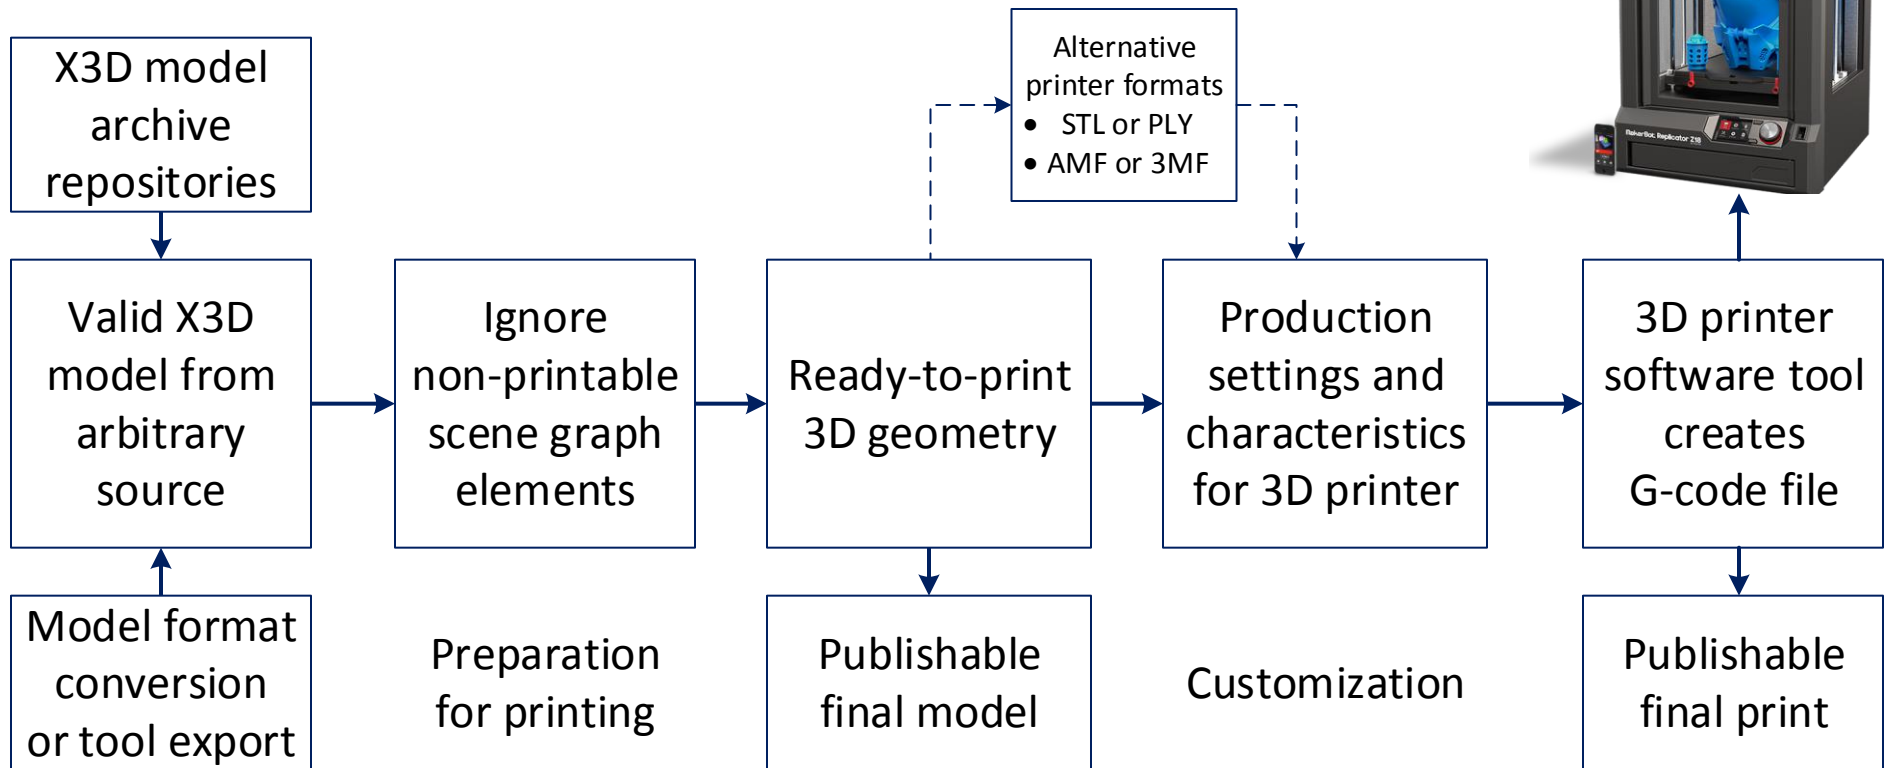 X3D model
archive
repositories
Alternative
printer formats
• STL or PLY
• AMF or 3MF
MakerBot Replicator Z18
Valid X3D
model from
arbitrary
source
Ignore
non-printable
scene graph
elements
Ready-to-print
3D geometry
Production
settings and
characteristics
for 3D printer
3D printer
software tool
creates
G-code file
Model format
conversion
or tool export
Preparation
for printing
Publishable
final model
Customization
Publishable
final print